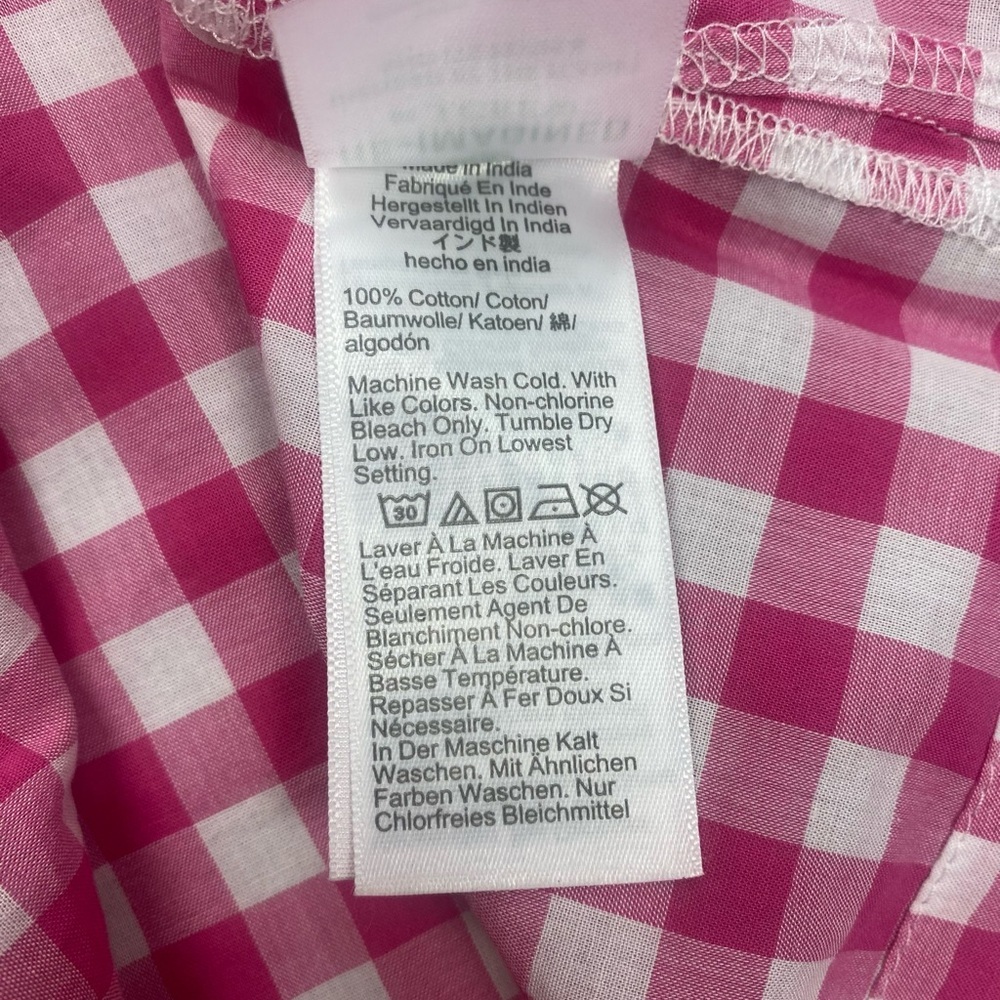 Made In India
Fabriqué En Inde
Hergestellt In Indien
Vervaardigd In India
インド製
hecho en india
100% Cotton/ Coton/
Baumwolle/ Katoen/ 綿/
algodón
Machine Wash Cold. With
Like Colors. Non-chlorine
Bleach Only. Tumble Dry
Low. Iron On Lowest
Setting.
30
Laver À La Machine À
L'eau Froide. Laver En
Séparant Les Couleurs.
Seulement Agent De
Blanchiment Non-chlore.
Sécher À La Machine À
Basse Température.
Repasser À Fer Doux Si
Nécessaire.
In Der Maschine Kalt
Waschen. Mit Ähnlichen
Farben Waschen. Nur
Chlorfreies Bleichmittel